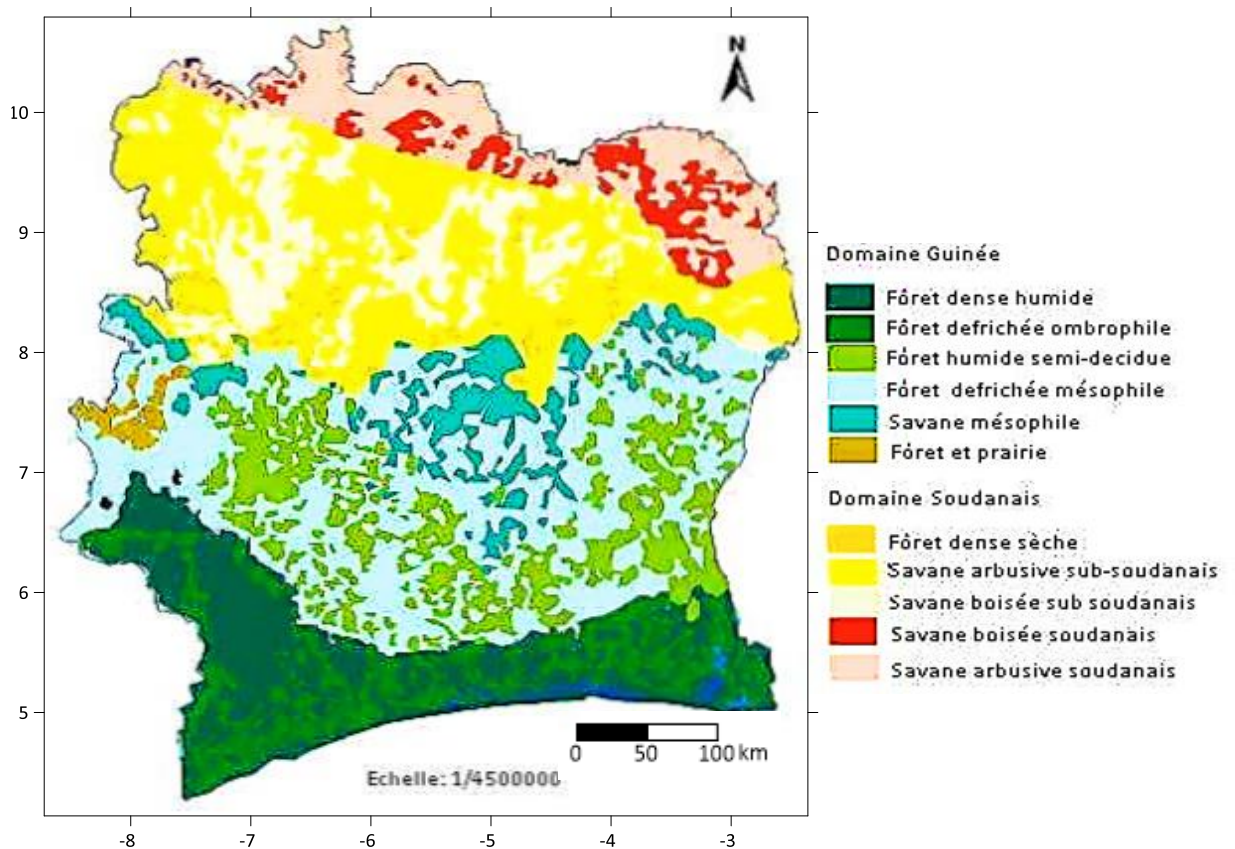 N
10
9
8
7
6
5
-8
-7
-6
-5
-4
-3
0
50
100 km
Echelle: 1/4500000
Domaine Guinée
Fôret dense humide
Fôret defrichée ombrophile
Fôret humide semi-decidue
Fôret defrichée mésophile
Savane mésophile
Fôret et prairie
Domaine Soudanais
Fôret dense sèche
Savane arbusive sub-soudanais
Savane boisée sub soudanais
Savane boisée soudanais
Savane arbusive soudanais